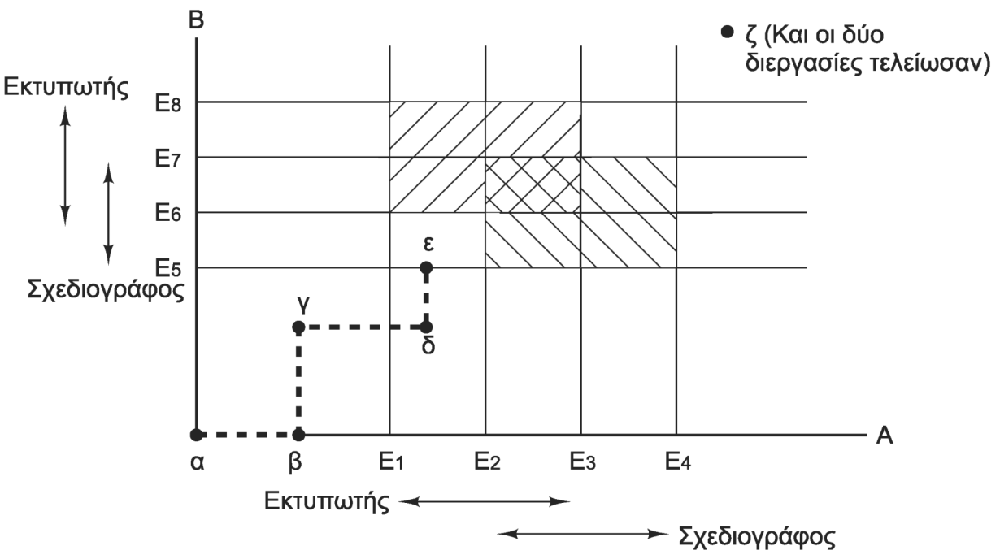 B
ζ (Και οι δύο
διεργασίες τελείωσαν)
Εκτυπωτής
E8
E7
E6
E5
Σχεδιογράφος
ε
γ
δ
A
α β E1 E2 E3 E4
Εκτυπωτής
Σχεδιογράφος